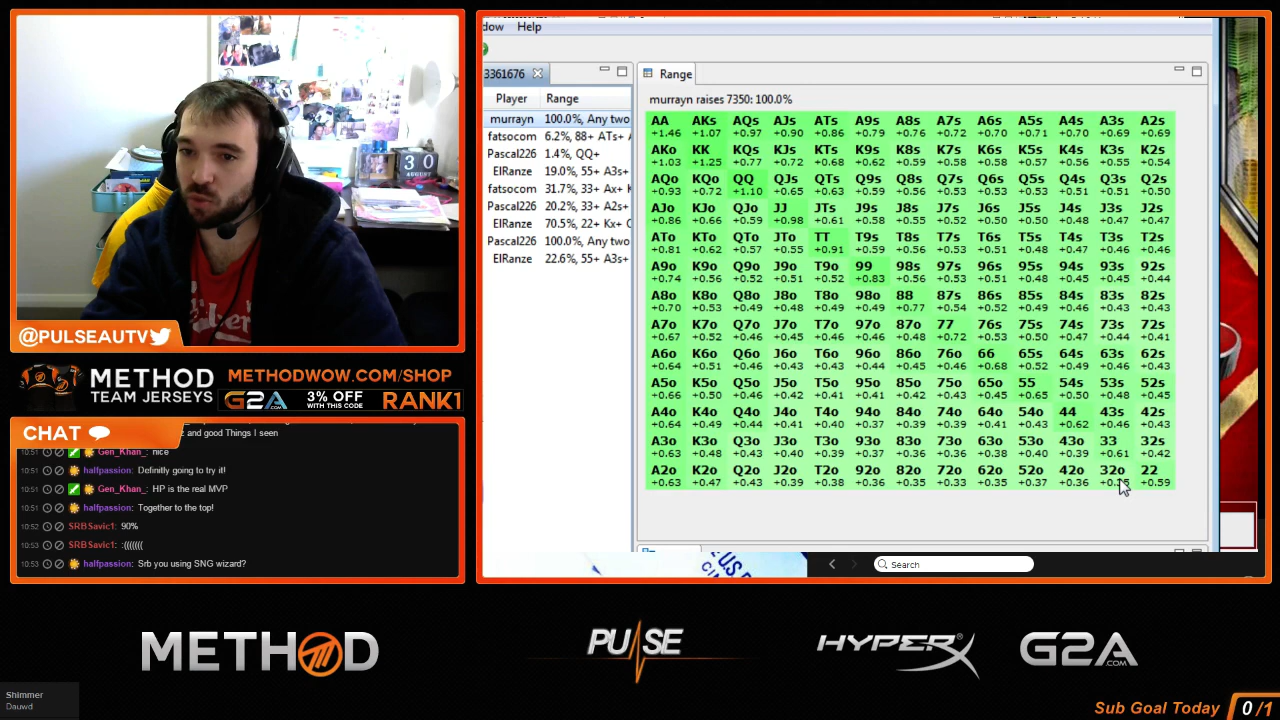 30
AUGUST
@PULSEAUTV
METHOD
TEAM JERSEYS
METHODWOW.COM/SHOP
G2A.COM
3% OFF
WITH THIS CODE
RANK1
CHAT
z and good Things I seen
10:51 Gen_Khan_: nice
10:51 halfpassion: Definitly going to try it!
10:51 Gen_Khan_: HP is the real MVP
10:51 halfpassion: Together to the top!
10:52 SRBSavic1: 90%
10:53 SRBSavic1: :(((((((
10:53 halfpassion: Srb you using SNG wizard?
dow Help
3361676
Player Range
murrayn 100.0%, Any two
fatsocom 6.2%, 88+ ATs+
Pascal226 1.4%, QQ+
ElRanze 19.0%, 55+ A3s+
fatsocom 31.7%, 33+ Ax+
Pascal226 20.2%, 33+ A2s+
ElRanze 70.5%, 22+ Kx+
Pascal226 100.0%, Any two
ElRanze 22.6%, 55+ A3s+
Range
murrayn raises 7350: 100.0%
AA AKs AQs AJs ATs A9s A8s A7s A6s A5s A4s A3s A2s
+1.46 +1.07 +0.97 +0.90 +0.86 +0.79 +0.76 +0.72 +0.70 +0.71 +0.70 +0.69 +0.69
AKo KK KQs KJs KTs K9s K8s K7s K6s K5s K4s K3s K2s
+1.03 +1.25 +0.77 +0.72 +0.68 +0.62 +0.59 +0.58 +0.58 +0.57 +0.56 +0.55 +0.54
AQo KQo QQ QJs QTs Q9s Q8s Q7s Q6s Q5s Q4s Q3s Q2s
+0.93 +0.72 +1.10 +0.65 +0.63 +0.59 +0.56 +0.53 +0.53 +0.53 +0.51 +0.51 +0.50
AJo KJo QJo JJ JTs J9s J8s J7s J6s J5s J4s J3s J2s
+0.86 +0.66 +0.59 +0.98 +0.61 +0.58 +0.55 +0.52 +0.50 +0.50 +0.48 +0.47 +0.47
ATo KTo QTo JTo TT T9s T8s T7s T6s T5s T4s T3s T2s
+0.81 +0.62 +0.57 +0.55 +0.91 +0.59 +0.56 +0.53 +0.51 +0.48 +0.47 +0.46 +0.46
A9o K9o Q9o J9o T9o 99 98s 97s 96s 95s 94s 93s 92s
+0.74 +0.56 +0.52 +0.51 +0.52 +0.83 +0.56 +0.53 +0.51 +0.48 +0.45 +0.45 +0.44
A8o K8o Q8o J8o T8o 98o 88 87s 86s 85s 84s 83s 82s
+0.70 +0.53 +0.49 +0.48 +0.49 +0.49 +0.77 +0.54 +0.52 +0.49 +0.46 +0.43 +0.43
A7o K7o Q7o J7o T7o 97o 87o 77 76s 75s 74s 73s 72s
+0.67 +0.52 +0.46 +0.45 +0.46 +0.46 +0.48 +0.72 +0.53 +0.50 +0.47 +0.44 +0.41
A6o K6o Q6o J6o T6o 96o 86o 76o 66 65s 64s 63s 62s
+0.64 +0.51 +0.46 +0.43 +0.43 +0.44 +0.45 +0.46 +0.68 +0.52 +0.49 +0.46 +0.43
A5o K5o Q5o J5o T5o 95o 85o 75o 65o 55 54s 53s 52s
+0.66 +0.50 +0.46 +0.42 +0.41 +0.41 +0.42 +0.43 +0.45 +0.65 +0.50 +0.48 +0.45
A4o K4o Q4o J4o T4o 94o 84o 74o 64o 54o 44 43s 42s
+0.64 +0.49 +0.44 +0.41 +0.40 +0.37 +0.39 +0.39 +0.41 +0.43 +0.62 +0.46 +0.43
A3o K3o Q3o J3o T3o 93o 83o 73o 63o 53o 43o 33 32s
+0.63 +0.48 +0.43 +0.40 +0.39 +0.37 +0.36 +0.36 +0.38 +0.40 +0.39 +0.61 +0.42
A2o K2o Q2o J2o T2o 92o 82o 72o 62o 52o 42o 32o 22
+0.63 +0.47 +0.43 +0.39 +0.38 +0.36 +0.35 +0.33 +0.35 +0.37 +0.36 +0.59
Search
METHOD
PULSE
HYPERX
G2A.COM
Shimmer
Dauwd
Sub Goal Today 0/1